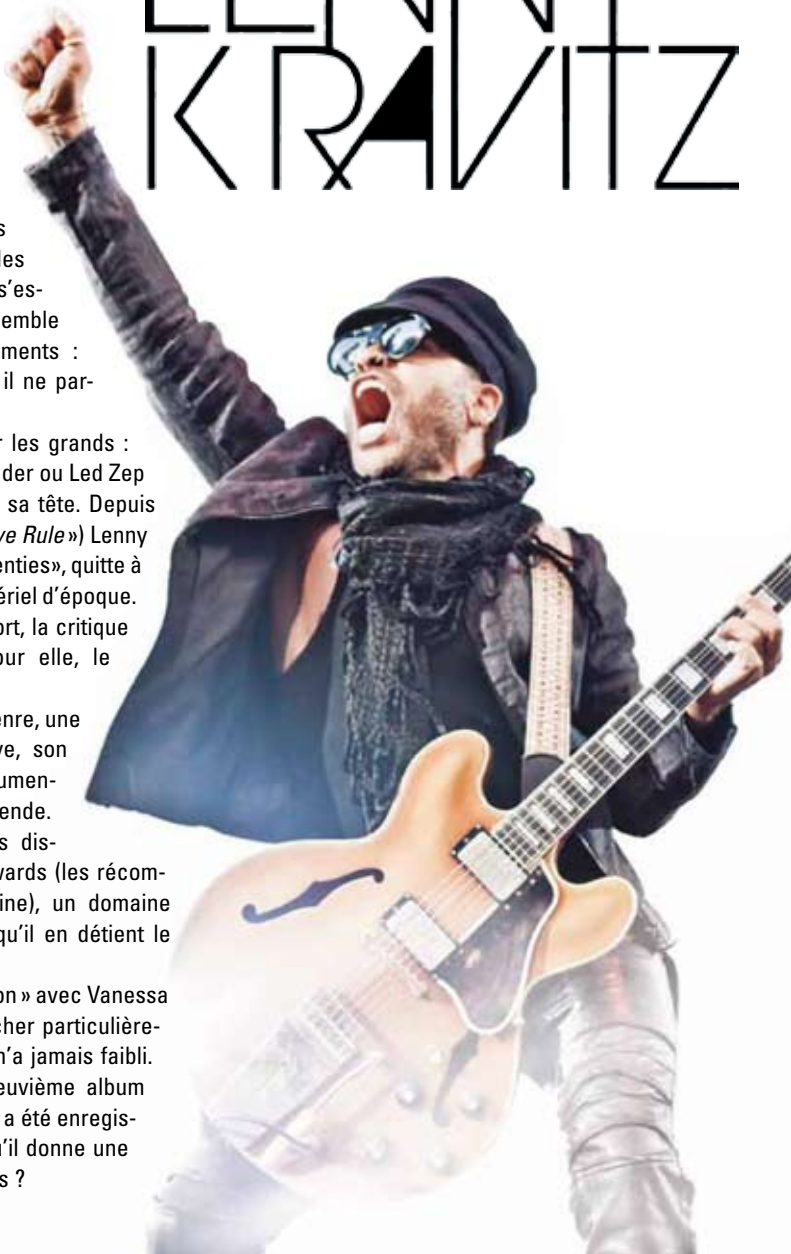 LENNY
KRAVITZ
s
les
s'es-
emble
ments :
il ne par-
r les grands :
der ou Led Zep
sa tête. Depuis
ve Rule ») Lenny
enties», quitte à
ériel d'époque.
ort, la critique
our elle, le
enre, une
ve, son
umen-
ende.
s dis-
wards (les récom-
ine), un domaine
qu'il en détient le
on » avec Vanessa
cher particulière-
n'a jamais faibli.
euvième album
a été enregis-
u'il donne une
s ?